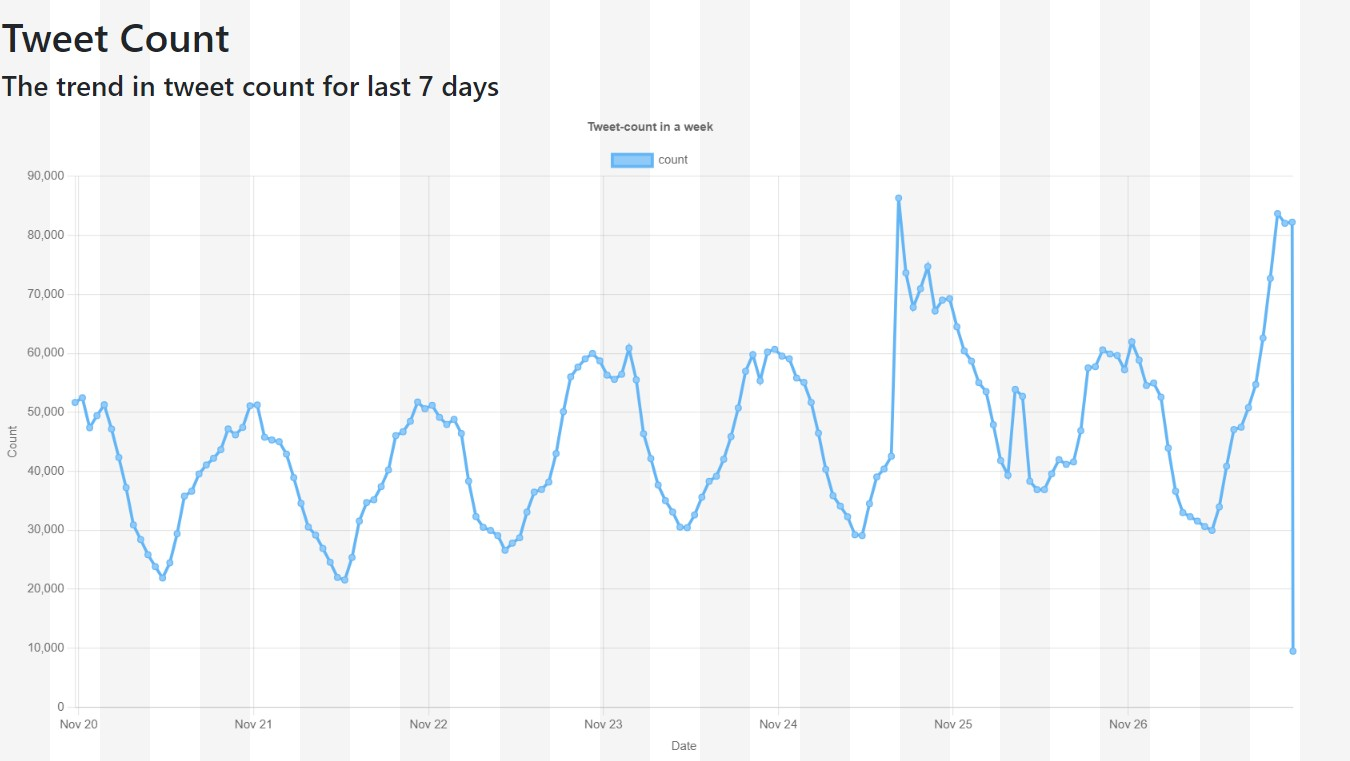 Tweet Count
The trend in tweet count for last 7 days
Tweet-count in a week
count
90,000
80,000
70,000
60,000
50,000
40,000
30,000
20,000
10,000
0
Count
Nov 20 Nov 21 Nov 22 Nov 23 Nov 24 Nov 25 Nov 26
Date